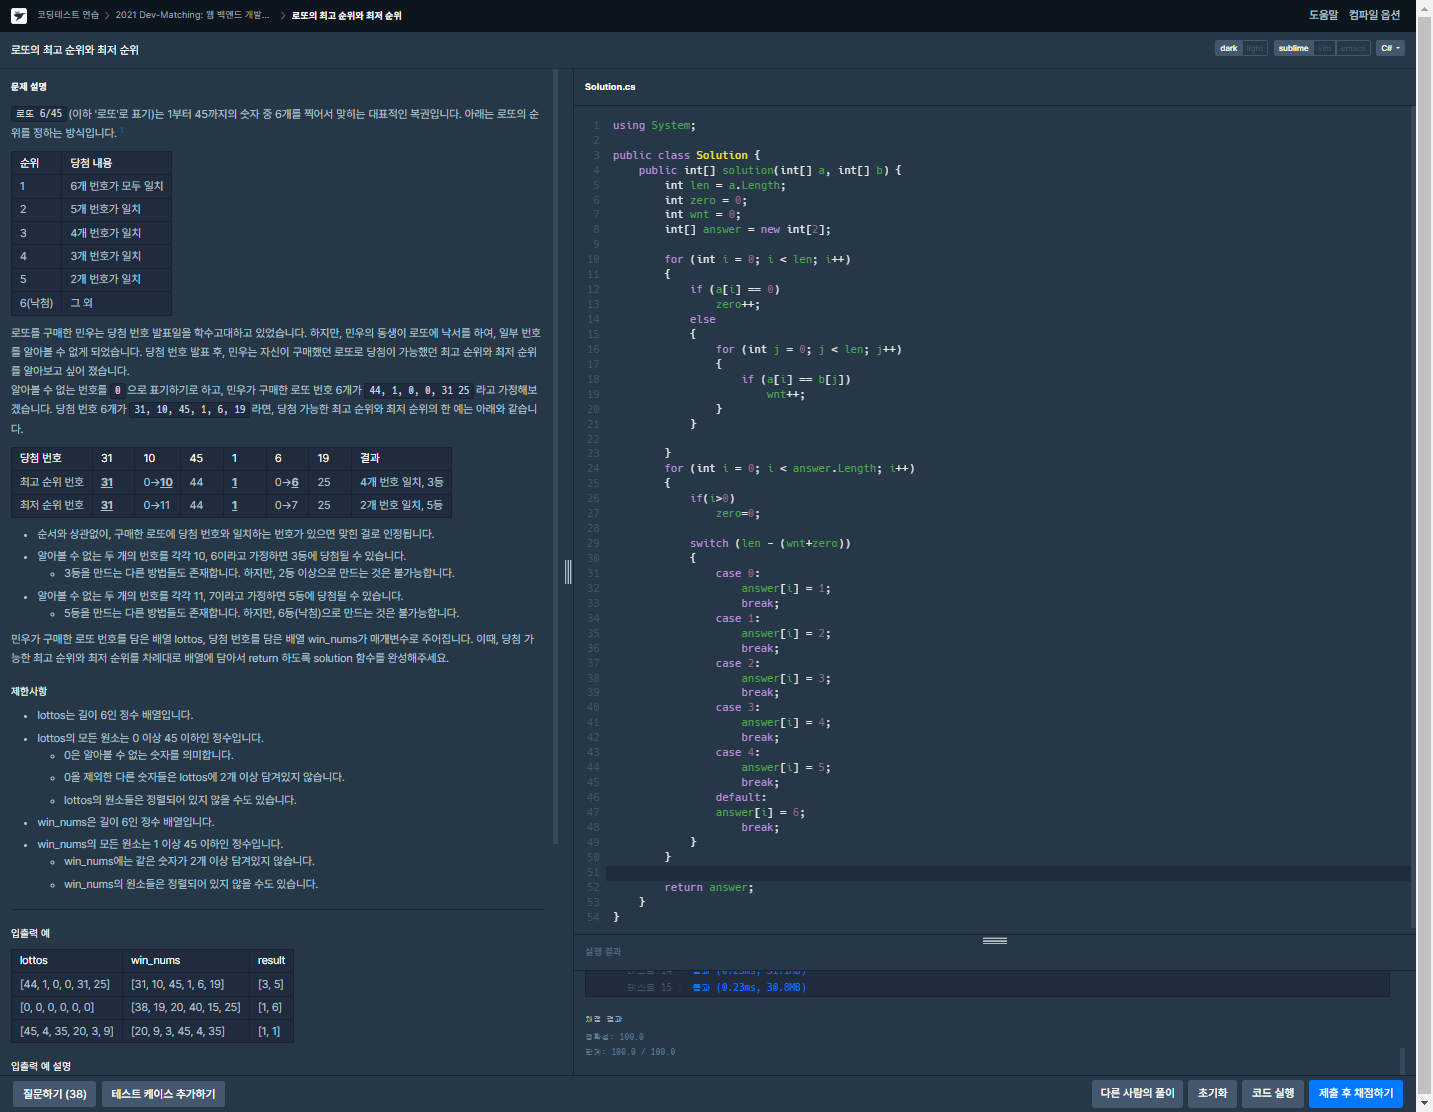 코딩테스트 연습 > 2021 Dev-Matching: 웹 백엔드 개발... > 로또의 최고 순위와 최저 순위
도움말 컴파일 옵션
로또의 최고 순위와 최저 순위
dark light sublime vim emacs C#
문제 설명
로또 6/45 (이하 '로또'로 표기)는 1부터 45까지의 숫자 중 6개를 찍어서 맞히는 대표적인 복권입니다. 아래는 로또의 순
위를 정하는 방식입니다. 1
순위 당첨 내용
1 6개 번호가 모두 일치
2 5개 번호가 일치
3 4개 번호가 일치
4 3개 번호가 일치
5 2개 번호가 일치
6(낙첨) 그 외
로또를 구매한 민우는 당첨 번호 발표일을 학수고대하고 있었습니다. 하지만, 민우의 동생이 로또에 낙서를 하여, 일부 번호
를 알아볼 수 없게 되었습니다. 당첨 번호 발표 후, 민우는 자신이 구매했던 로또로 당첨이 가능했던 최고 순위와 최저 순위
를 알아보고 싶어 졌습니다.
알아볼 수 없는 번호를 0 으로 표기하기로 하고, 민우가 구매한 로또 번호 6개가 44, 1, 0, 0, 31 25 라고 가정해보
겠습니다. 당첨 번호 6개가 31, 10, 45, 1, 6, 19 라면, 당첨 가능한 최고 순위와 최저 순위의 한 예는 아래와 같습니
다.
당첨 번호 31 10 45 1 6 19 결과
최고 순위 번호 31 0→10 44 1 0→6 25 4개 번호 일치, 3등
최저 순위 번호 31 0→11 44 1 0→7 25 2개 번호 일치, 5등
• 순서와 상관없이, 구매한 로또에 당첨 번호와 일치하는 번호가 있으면 맞힌 걸로 인정됩니다.
• 알아볼 수 없는 두 개의 번호를 각각 10, 6이라고 가정하면 3등에 당첨될 수 있습니다.
◦ 3등을 만드는 다른 방법들도 존재합니다. 하지만, 2등 이상으로 만드는 것은 불가능합니다.
• 알아볼 수 없는 두 개의 번호를 각각 11, 7이라고 가정하면 5등에 당첨될 수 있습니다.
◦ 5등을 만드는 다른 방법들도 존재합니다. 하지만, 6등(낙첨)으로 만드는 것은 불가능합니다.
민우가 구매한 로또 번호를 담은 배열 lottos, 당첨 번호를 담은 배열 win_nums가 매개변수로 주어집니다. 이때, 당첨 가
능한 최고 순위와 최저 순위를 차례대로 배열에 담아서 return 하도록 solution 함수를 완성해주세요.
제한사항
• lottos는 길이 6인 정수 배열입니다.
• lottos의 모든 원소는 0 이상 45 이하인 정수입니다.
◦ 0은 알아볼 수 없는 숫자를 의미합니다.
◦ 0을 제외한 다른 숫자들은 lottos에 2개 이상 담겨있지 않습니다.
◦ lottos의 원소들은 정렬되어 있지 않을 수도 있습니다.
• win_nums은 길이 6인 정수 배열입니다.
• win_nums의 모든 원소는 1 이상 45 이하인 정수입니다.
◦ win_nums에는 같은 숫자가 2개 이상 담겨있지 않습니다.
◦ win_nums의 원소들은 정렬되어 있지 않을 수도 있습니다.
입출력 예
lottos win_nums result
[44, 1, 0, 0, 31, 25] [31, 10, 45, 1, 6, 19] [3, 5]
[0, 0, 0, 0, 0, 0] [38, 19, 20, 40, 15, 25] [1, 6]
[45, 4, 35, 20, 3, 9] [20, 9, 3, 45, 4, 35] [1, 1]
입출력 예 설명
Solution.cs
1 using System;
2
3 public class Solution {
4 public int[] solution(int[] a, int[] b) {
5 int len = a.Length;
6 int zero = 0;
7 int wnt = 0;
8 int[] answer = new int[2];
9
10 for (int i = 0; i < len; i++)
11 {
12 if (a[i] == 0)
13 zero++;
14 else
15 {
16 for (int j = 0; j < len; j++)
17 {
18 if (a[i] == b[j])
19 wnt++;
20 }
21 }
22
23 }
24 for (int i = 0; i < answer.Length; i++)
25 {
26 if(i>0)
27 zero=0;
28
29 switch (len - (wnt+zero))
30 {
31 case 0:
32 answer[i] = 1;
33 break;
34 case 1:
35 answer[i] = 2;
36 break;
37 case 2:
38 answer[i] = 3;
39 break;
40 case 3:
41 answer[i] = 4;
42 break;
43 case 4:
44 answer[i] = 5;
45 break;
46 default:
47 answer[i] = 6;
48 break;
49 }
50 }
51
52 return answer;
53 }
54 }
실행 결과
테스트 14 통과 (0.23ms, 31.1MB)
테스트 15 통과 (0.23ms, 30.8MB)
채점 결과
정확성: 100.0
합계: 100.0 / 100.0
질문하기 (38) 테스트 케이스 추가하기 다른 사람의 풀이 초기화 코드 실행 제출 후 채점하기